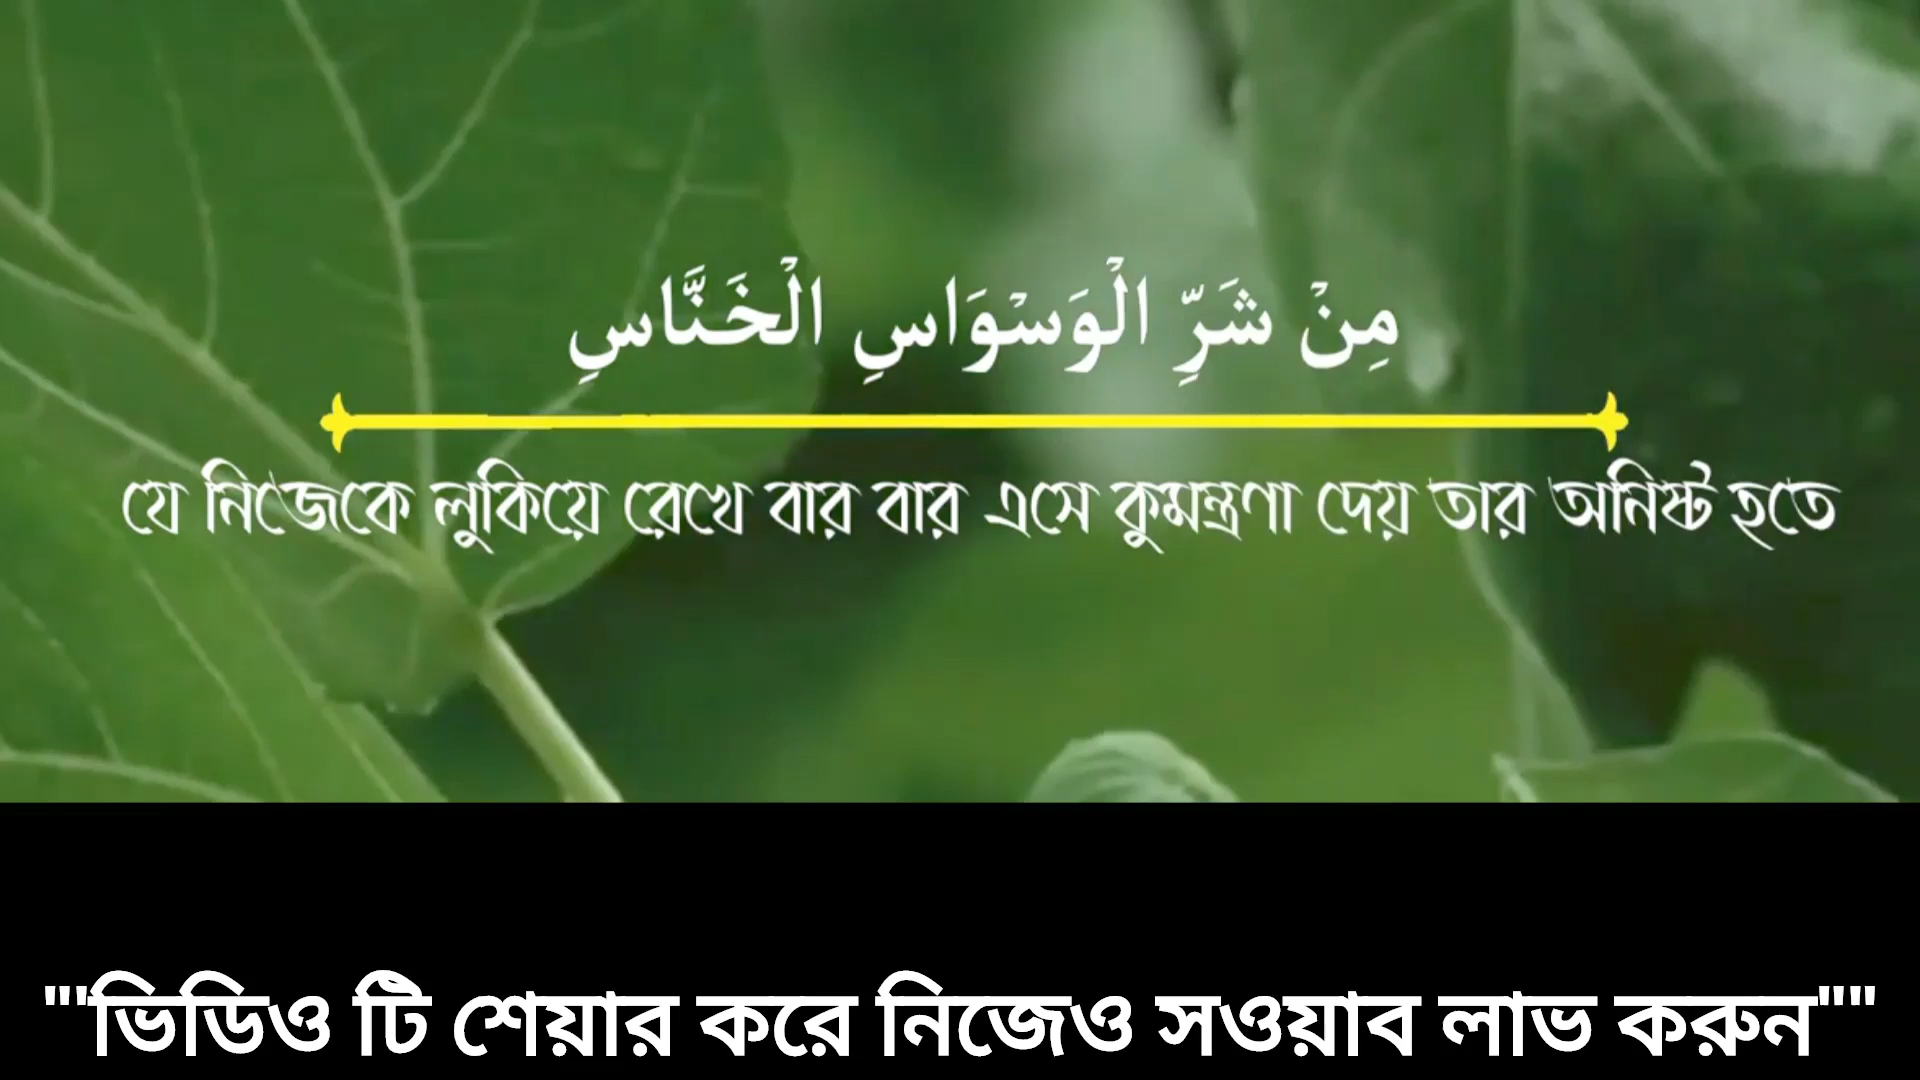 مِنْ شَرِّ الْوَسْوَاسِ الْخَنَّاسِ
যে নিজেকে লুকিয়ে রেখে বার বার এসে কুমন্ত্রণা দেয় তার অনিষ্ট হতে
"'ভিডিও টি শেয়ার করে নিজেও সওয়াব লাভ করুন""